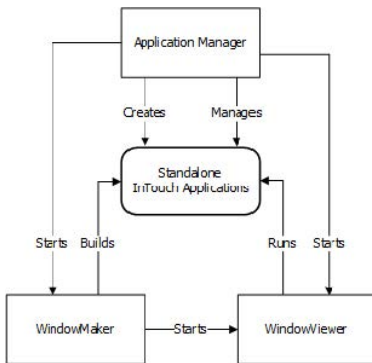 Application Manager
Creates
Manages
Standalone
InTouch Applications
Starts
Builds
Runs
Starts
WindowMaker
Starts
WindowViewer